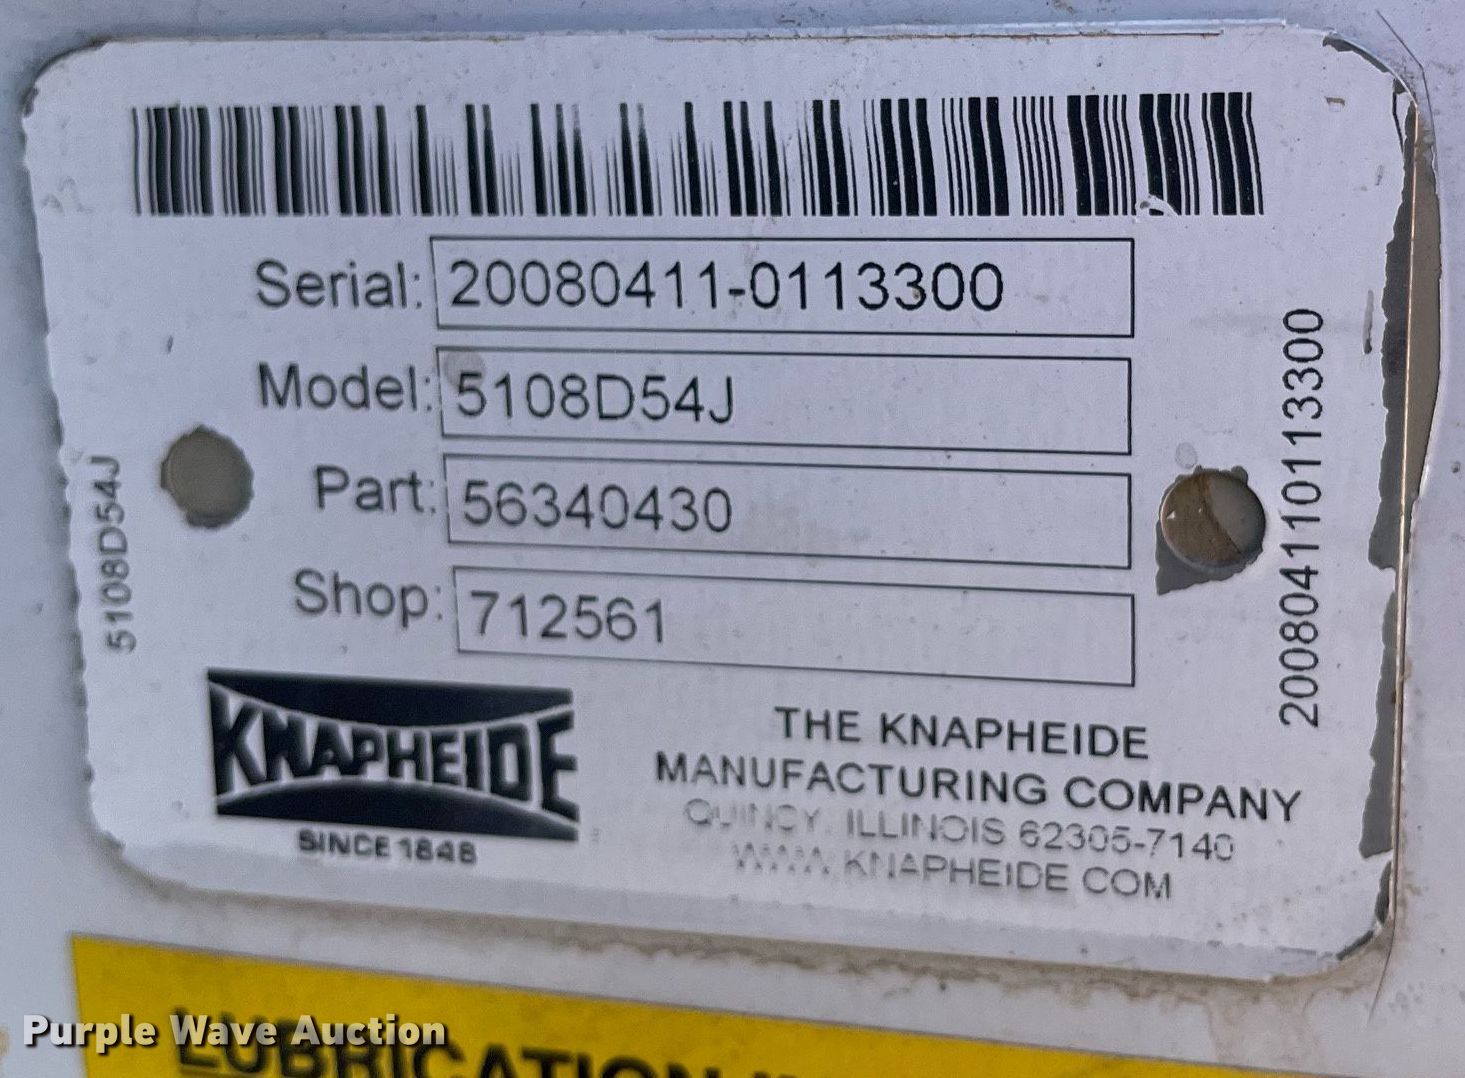 Serial: 20080411-0113300
Model: 5108D54J
Part: 56340430
Shop: 712561
5108D54J
200804110113300
KNAPHEIDE
SINCE 1848
THE KNAPHEIDE
MANUFACTURING COMPANY
QUINCY, ILLINOIS 62305-7140
WWW.KNAPHEIDE.COM
LUBRICATION
Purple Wave Auction